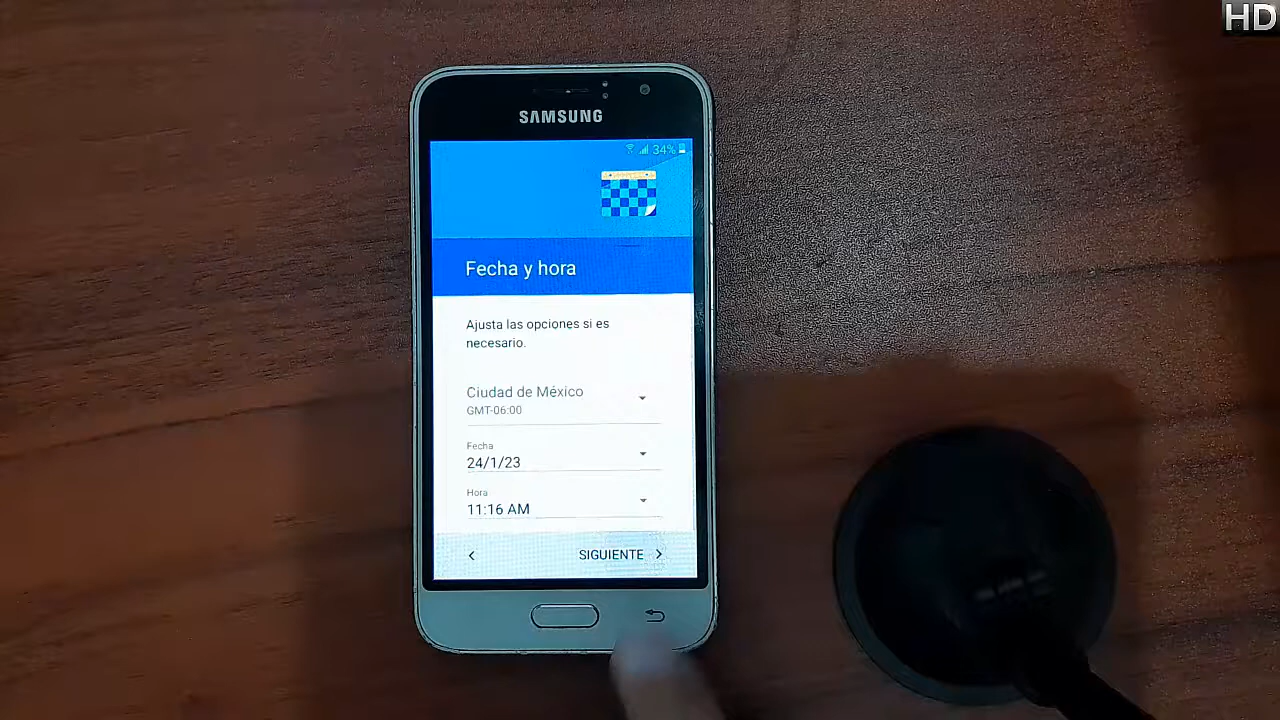 HD
SAMSUNG
34%
Fecha y hora
Ajusta las opciones si es
necesario.
Ciudad de México
GMT-06:00
Fecha
24/1/23
Hora
11:16 AM
SIGUIENTE